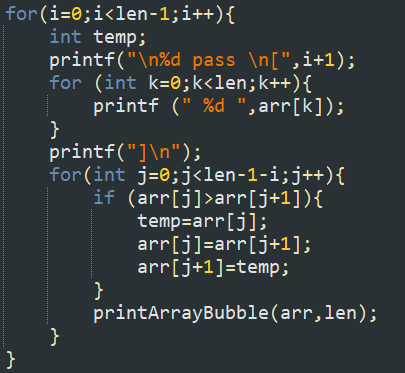 for(i=0;i<len-1;i++){
    int temp;
    printf("\n%d pass \n[",i+1);
    for (int k=0;k<len;k++){
        printf (" %d ",arr[k]);
    }
    printf("]\n");
    for(int j=0;j<len-1-i;j++){
        if (arr[j]>arr[j+1]){
            temp=arr[j];
            arr[j]=arr[j+1];
            arr[j+1]=temp;
        }
        printArrayBubble(arr,len);
    }
}